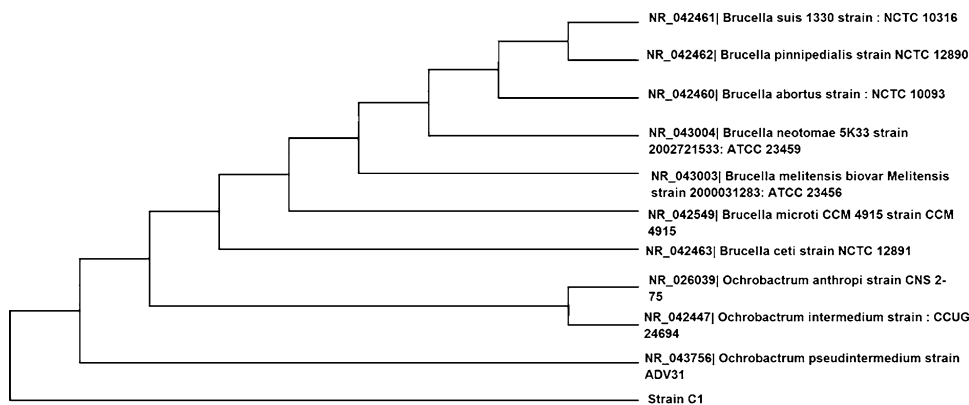 NR_042461| Brucella suis 1330 strain : NCTC 10316
NR_042462| Brucella pinnipedialis strain NCTC 12890
NR_042460| Brucella abortus strain : NCTC 10093
NR_043004| Brucella neotomae 5K33 strain
2002721533: ATCC 23459
NR_043003| Brucella melitensis biovar Melitensis
strain 2000031283: ATCC 23456
NR_042549| Brucella microti CCM 4915 strain CCM
4915
NR_042463| Brucella ceti strain NCTC 12891
NR_026039| Ochrobactrum anthropi strain CNS 2-
75
NR_042447| Ochrobactrum intermedium strain : CCUG
24694
NR_043756| Ochrobactrum pseudintermedium strain
ADV31
Strain C1